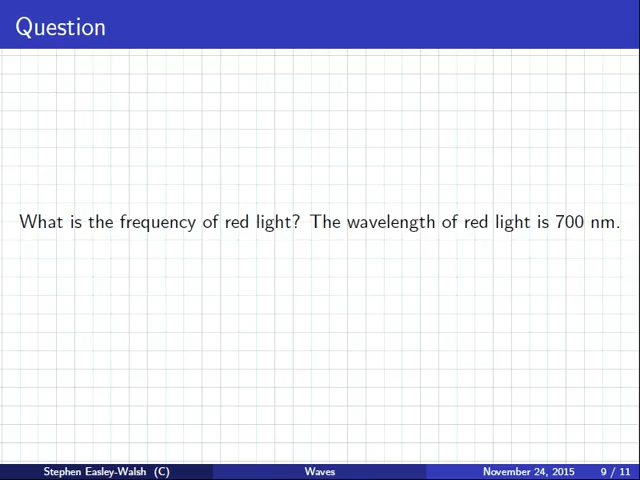 Question
What is the frequency of red light? The wavelength of red light is 700 nm.
Stephen Easley-Walsh (C) Waves November 24, 2015 9 / 11